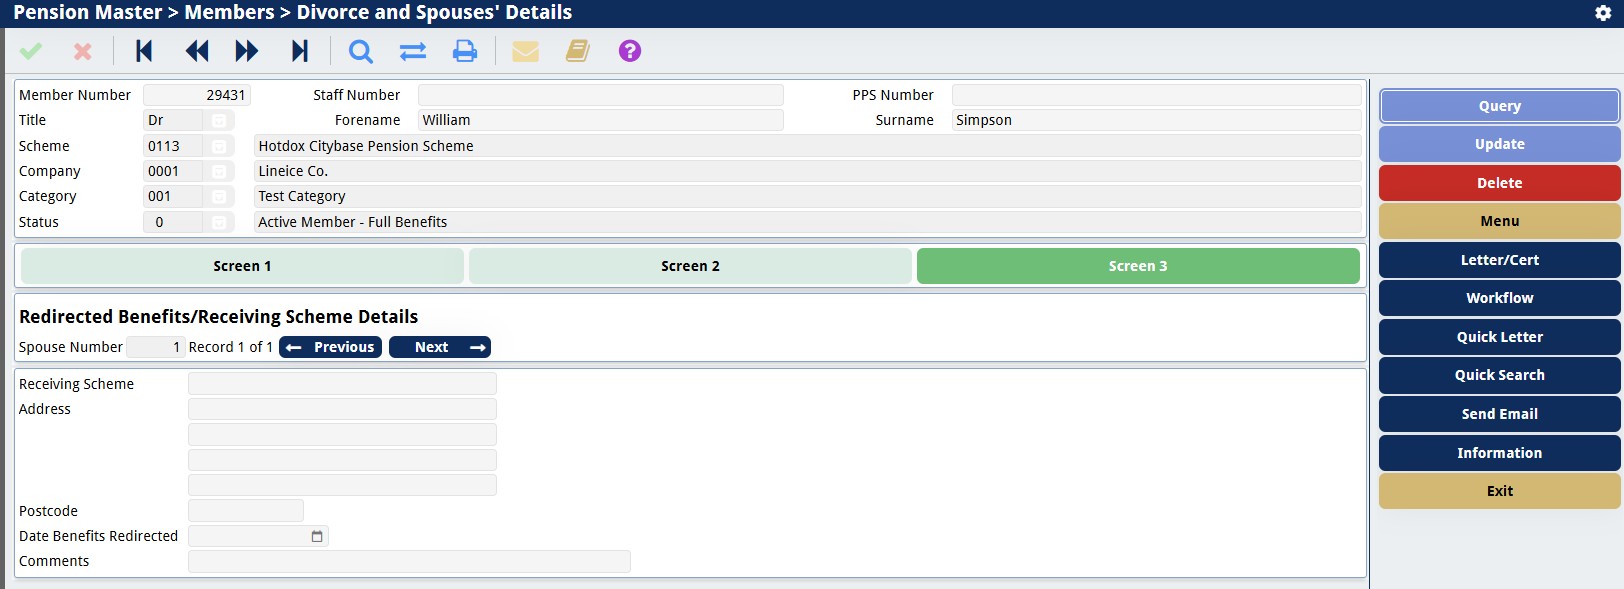 Pension Master > Members > Divorce and Spouses' Details
?
Member Number 29431 Staff Number PPS Number
Title Dr Forename William Surname Simpson
Scheme 0113 Hotdox Citybase Pension Scheme
Company 0001 Lineice Co.
Category 001 Test Category
Status 0 Active Member - Full Benefits
Screen 1 Screen 2 Screen 3
Redirected Benefits/Receiving Scheme Details
Spouse Number 1 Record 1 of 1 Previous Next
Receiving Scheme
Address
Postcode
Date Benefits Redirected
Comments
Query
Update
Delete
Menu
Letter/Cert
Workflow
Quick Letter
Quick Search
Send Email
Information
Exit